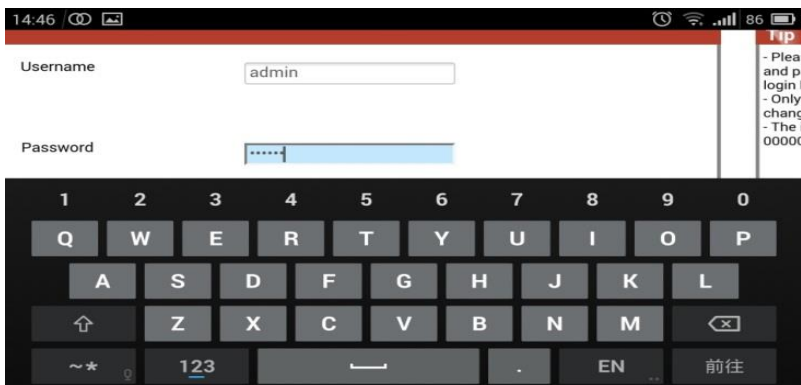 14:46 86
Tip
Username
admin
- Plea
and p
login
- Only
chang
- The
00000
Password
••••••
1 2 3 4 5 6 7 8 9 0
Q W E R T Y U I O P
A S D F G H J K L
Z X C V B N M
~* 123 . EN 前往